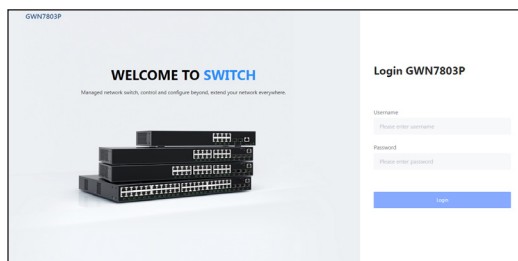 GWN7803P
WELCOME TO SWITCH
Managed network switch, control and configure beyond, extend your network everywhere.
Login GWN7803P
Username
Please enter username
Password
Please enter password
Login